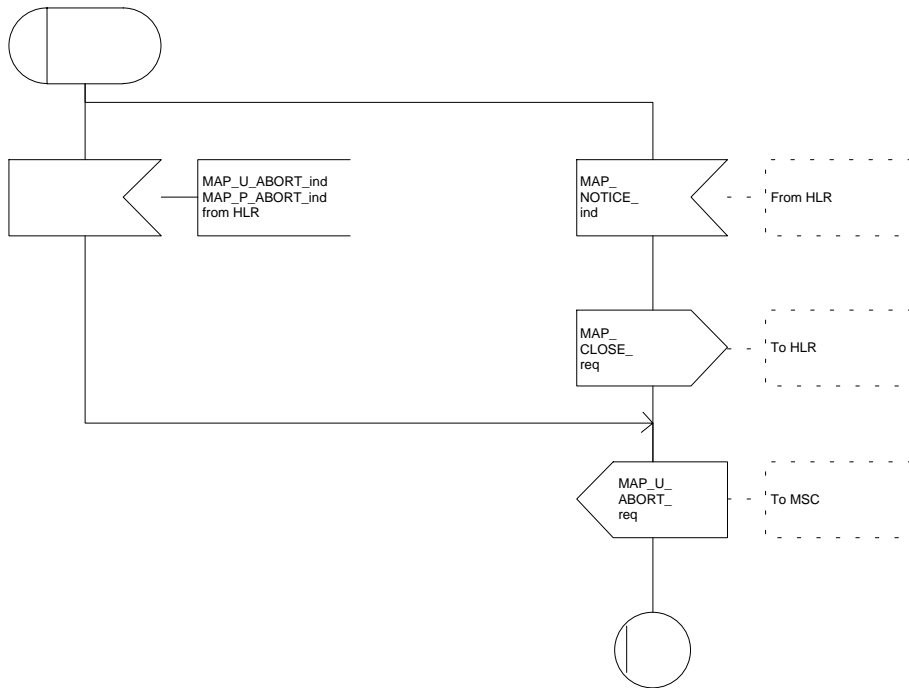 MAP_U_ABORT_ind
MAP_P_ABORT_ind
from HLR
MAP_
NOTICE_
ind
From HLR
MAP_
CLOSE_
req
To HLR
MAP_U_
ABORT_
req
To MSC